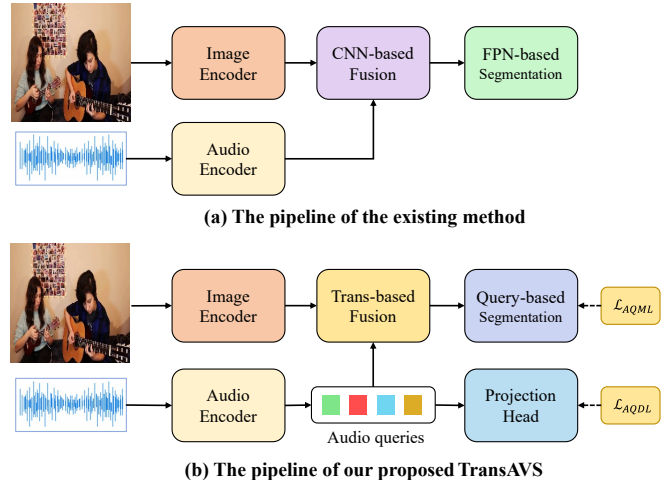 Image
Encoder
CNN-based
Fusion
FPN-based
Segmentation
Audio
Encoder
(a) The pipeline of the existing method
Image
Encoder
Trans-based
Fusion
Query-based
Segmentation
ℒ_AQML
Audio
Encoder
Audio queries
Projection
Head
ℒ_AQDL
(b) The pipeline of our proposed TransAVS